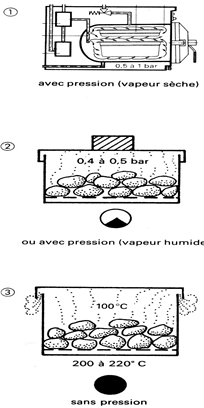 1
0,5 à 1 bar
avec pression (vapeur sèche)
2
0,4 à 0,5 bar
ou avec pression (vapeur humide
3
100°C
200 à 220°C
sans pression